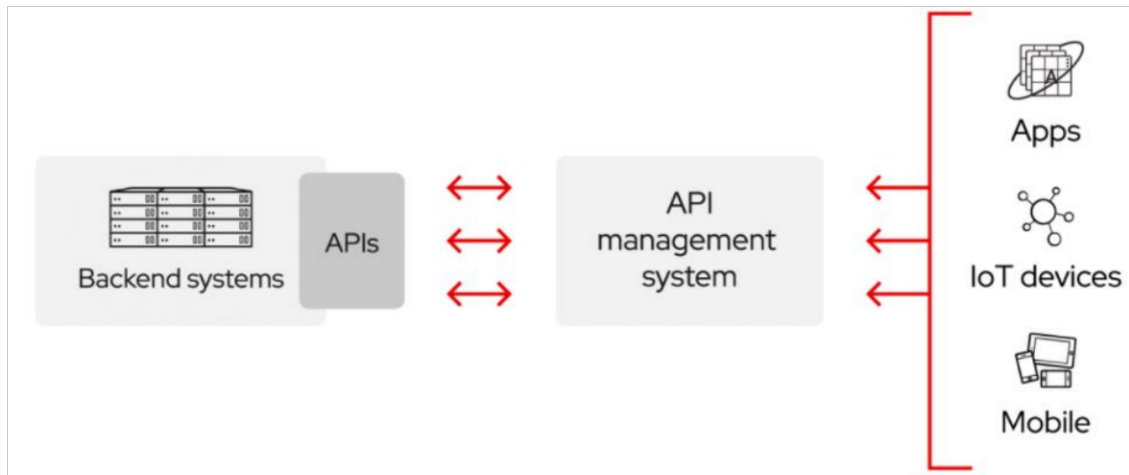 Backend systems
APIs
API
management
system
Apps
IoT devices
Mobile